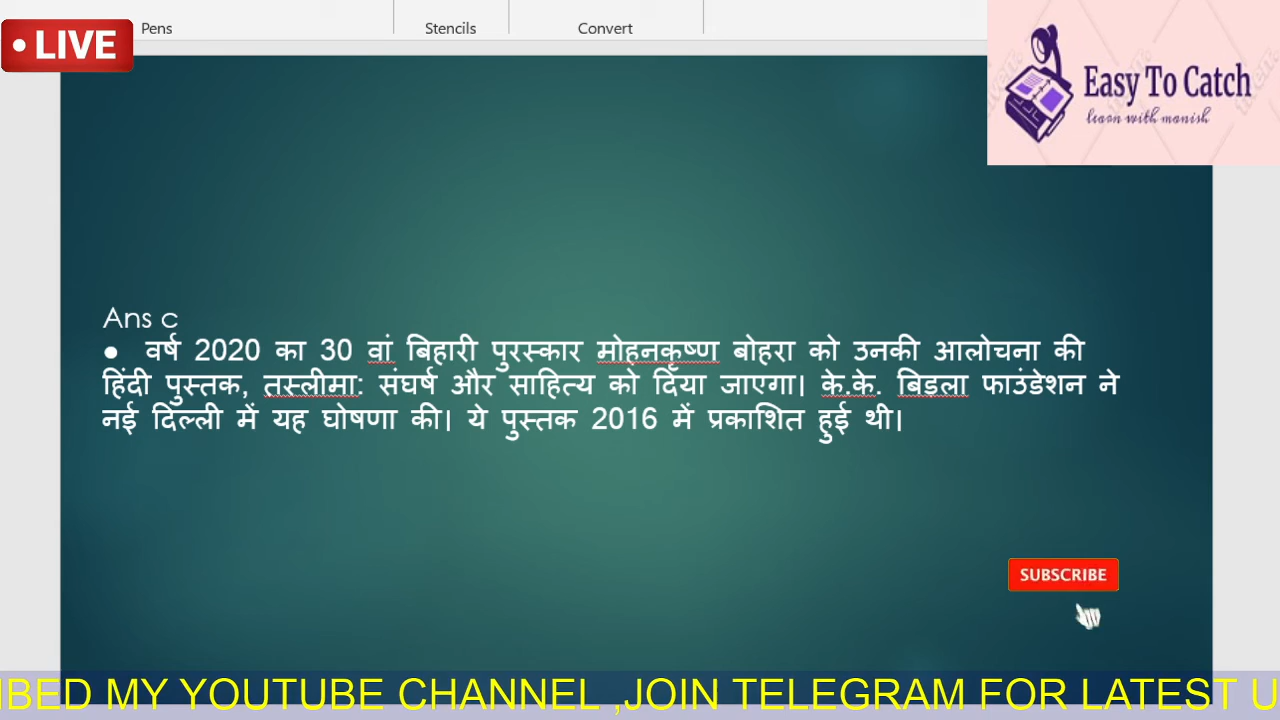 Pens Stencils Convert
• LIVE
Easy To Catch
learn with manish
Ans c
● वर्ष 2020 का 30 वां बिहारी पुरस्कार मोहनकृष्ण बोहरा को उनकी आलोचना की
हिंदी पुस्तक, तस्लीमा: संघर्ष और साहित्य को दिया जाएगा। के.के. बिडला फाउंडेशन ने
नई दिल्ली में यह घोषणा की। ये पुस्तक 2016 में प्रकाशित हुई थी।
SUBSCRIBE
IBED MY YOUTUBE CHANNEL ,JOIN TELEGRAM FOR LATEST U